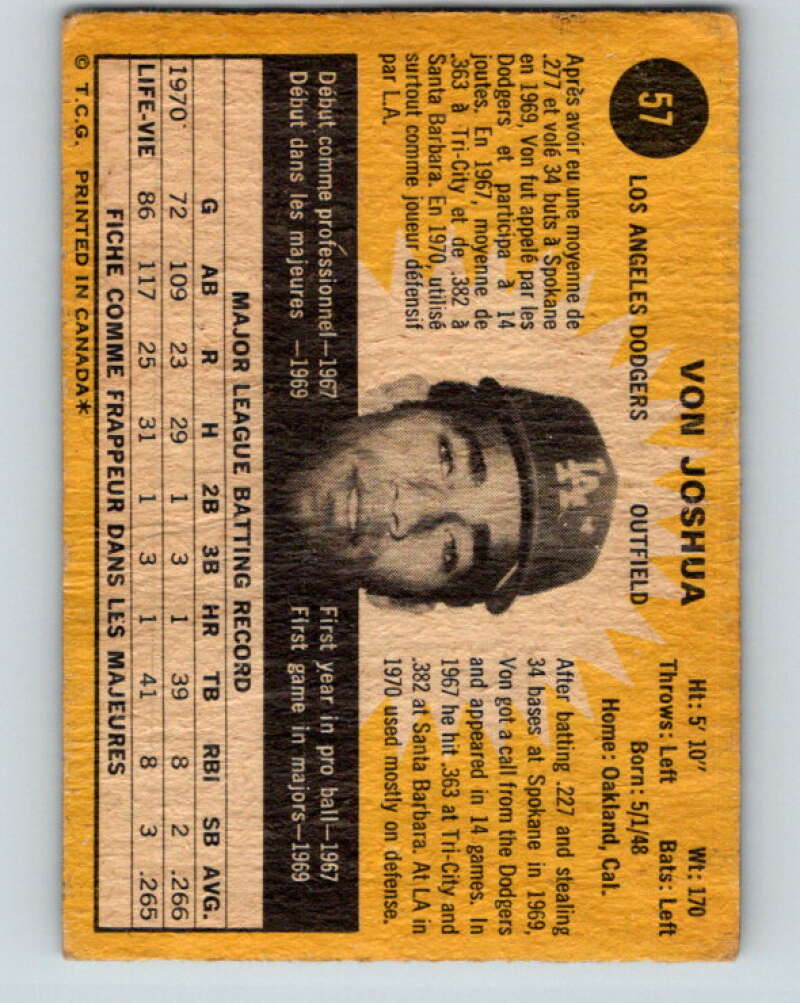 57
VON JOSHUA
LOS ANGELES DODGERS OUTFIELD
Ht: 5' 10" Wt: 170
Throws: Left Bats: Left
Born: 5/1/48
Home: Oakland, Cal.
Après avoir eu une moyenne de
.277 et volé 34 buts à Spokane
en 1969, Von fut appelé par les
Dodgers et participa à 14
joutes. En 1967, moyenne de
.363 à Tri-City et de .382 à
Santa Barbara. En 1970, utilisé
surtout comme joueur défensif
par L.A.
LA
After batting .227 and stealing
34 bases at Spokane in 1969,
Von got a call from the Dodgers
and appeared in 14 games. In
1967 he hit .363 at Tri-City and
.382 at Santa Barbara. At LA in
1970 used mostly on defense.
Début comme professionnel—1967
Début dans les majeures —1969
First year in pro ball—1967
First game in majors—1969
MAJOR LEAGUE BATTING RECORD
G AB R H 2B 3B HR TB RBI SB AVG.
1970 72 109 23 29 1 3 1 39 8 2 .266
LIFE-VIE 86 117 25 31 1 3 1 41 8 3 .265
FICHE COMME FRAPPEUR DANS LES MAJEURES
© T.C.G. PRINTED IN CANADA*